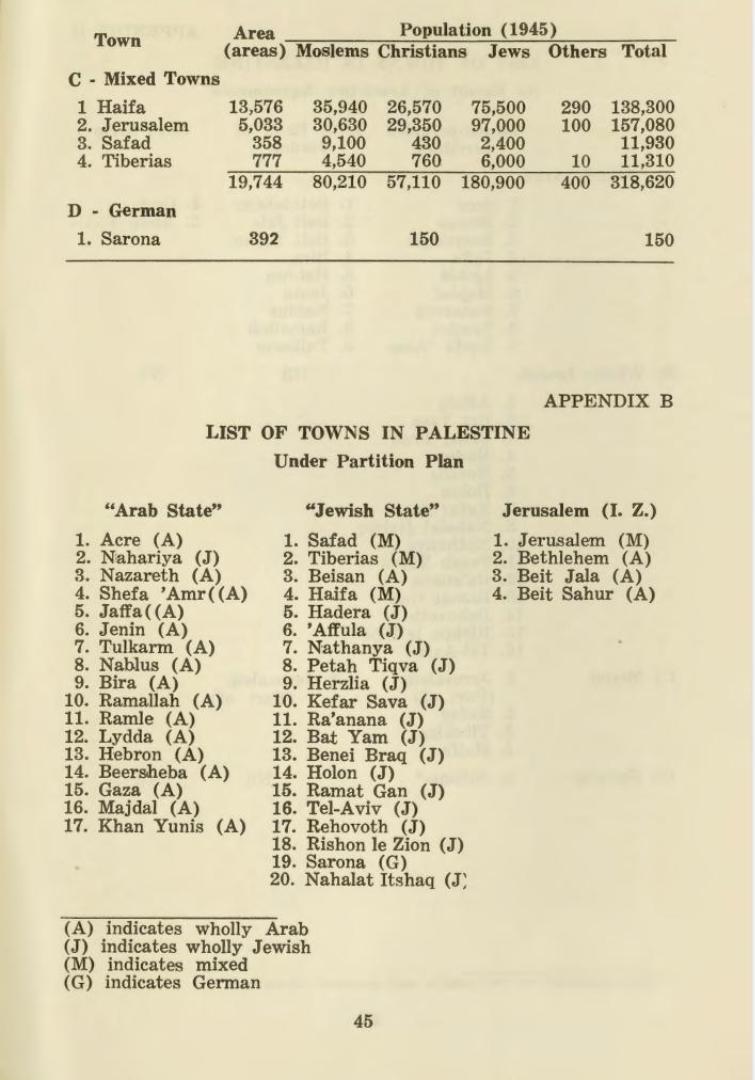 Town Area Population (1945)
(areas) Moslems Christians Jews Others Total
C - Mixed Towns
1 Haifa 13,576 35,940 26,570 75,500 290 138,300
2. Jerusalem 5,033 30,630 29,350 97,000 100 157,080
3. Safad 358 9,100 430 2,400 11,930
4. Tiberias 777 4,540 760 6,000 10 11,310
19,744 80,210 57,110 180,900 400 318,620
D - German
1. Sarona 392 150 150
APPENDIX B
LIST OF TOWNS IN PALESTINE
Under Partition Plan
"Arab State"
1. Acre (A)
2. Nahariya (J)
3. Nazareth (A)
4. Shefa 'Amr((A)
5. Jaffa((A)
6. Jenin (A)
7. Tulkarm (A)
8. Nablus (A)
9. Bira (A)
10. Ramallah (A)
11. Ramle (A)
12. Lydda (A)
13. Hebron (A)
14. Beersheba (A)
15. Gaza (A)
16. Majdal (A)
17. Khan Yunis (A)
"Jewish State"
1. Safad (M)
2. Tiberias (M)
3. Beisan (A)
4. Haifa (M)
5. Hadera (J)
6. 'Affula (J)
7. Nathanya (J)
8. Petah Tiqva (J)
9. Herzlia (J)
10. Kefar Sava (J)
11. Ra'anana (J)
12. Bat Yam (J)
13. Benei Braq (J)
14. Holon (J)
15. Ramat Gan (J)
16. Tel-Aviv (J)
17. Rehovoth (J)
18. Rishon le Zion (J)
19. Sarona (G)
20. Nahalat Itshaq (J)
Jerusalem (I. Z.)
1. Jerusalem (M)
2. Bethlehem (A)
3. Beit Jala (A)
4. Beit Sahur (A)
(A) indicates wholly Arab
(J) indicates wholly Jewish
(M) indicates mixed
(G) indicates German
45